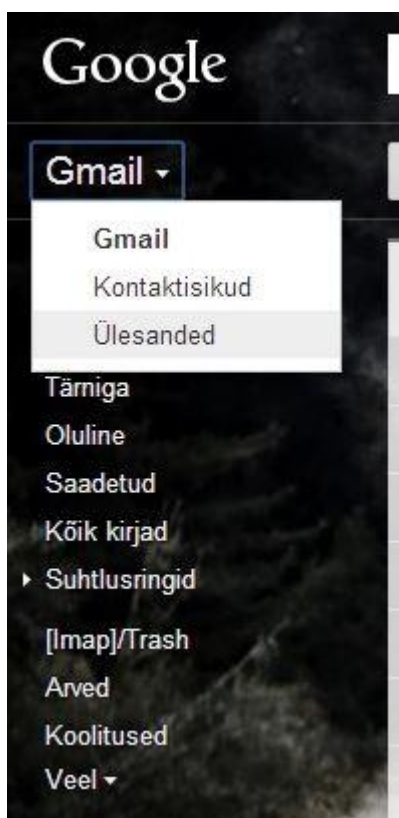 Google
Gmail
Gmail
Kontaktisikud
Ülesanded
Tärniga
Oluline
Saadetud
Kõik kirjad
Suhtlusringid
[Imap]/Trash
Arved
Koolitused
Veel